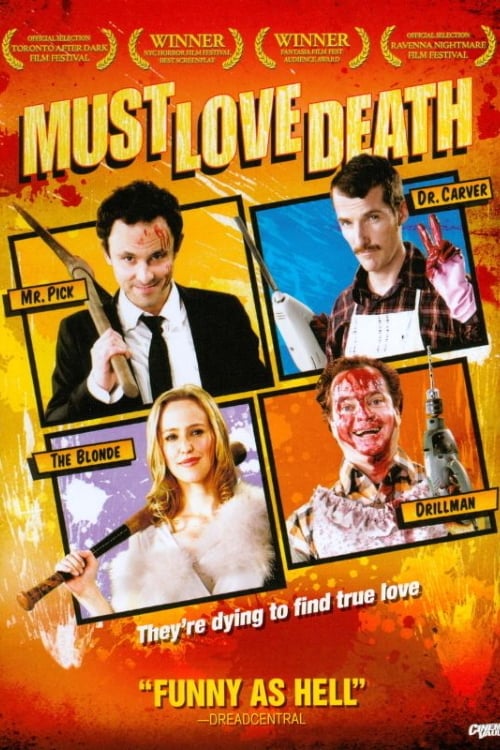 OFFICIAL SELECTION
TORONTO AFTER DARK
FILM FESTIVAL
WINNER
NYC HORROR FILM FESTIVAL
BEST SCREENPLAY
WINNER
FANTASIA FILM FEST
AUDIENCE AWARD
OFFICIAL SELECTION
RAVENNA NIGHTMARE
FILM FESTIVAL
MUST LOVE DEATH
MR. PICK
DR. CARVER
THE BLONDE
DRILLMAN
They're dying to find true love
"FUNNY AS HELL"
—DREADCENTRAL